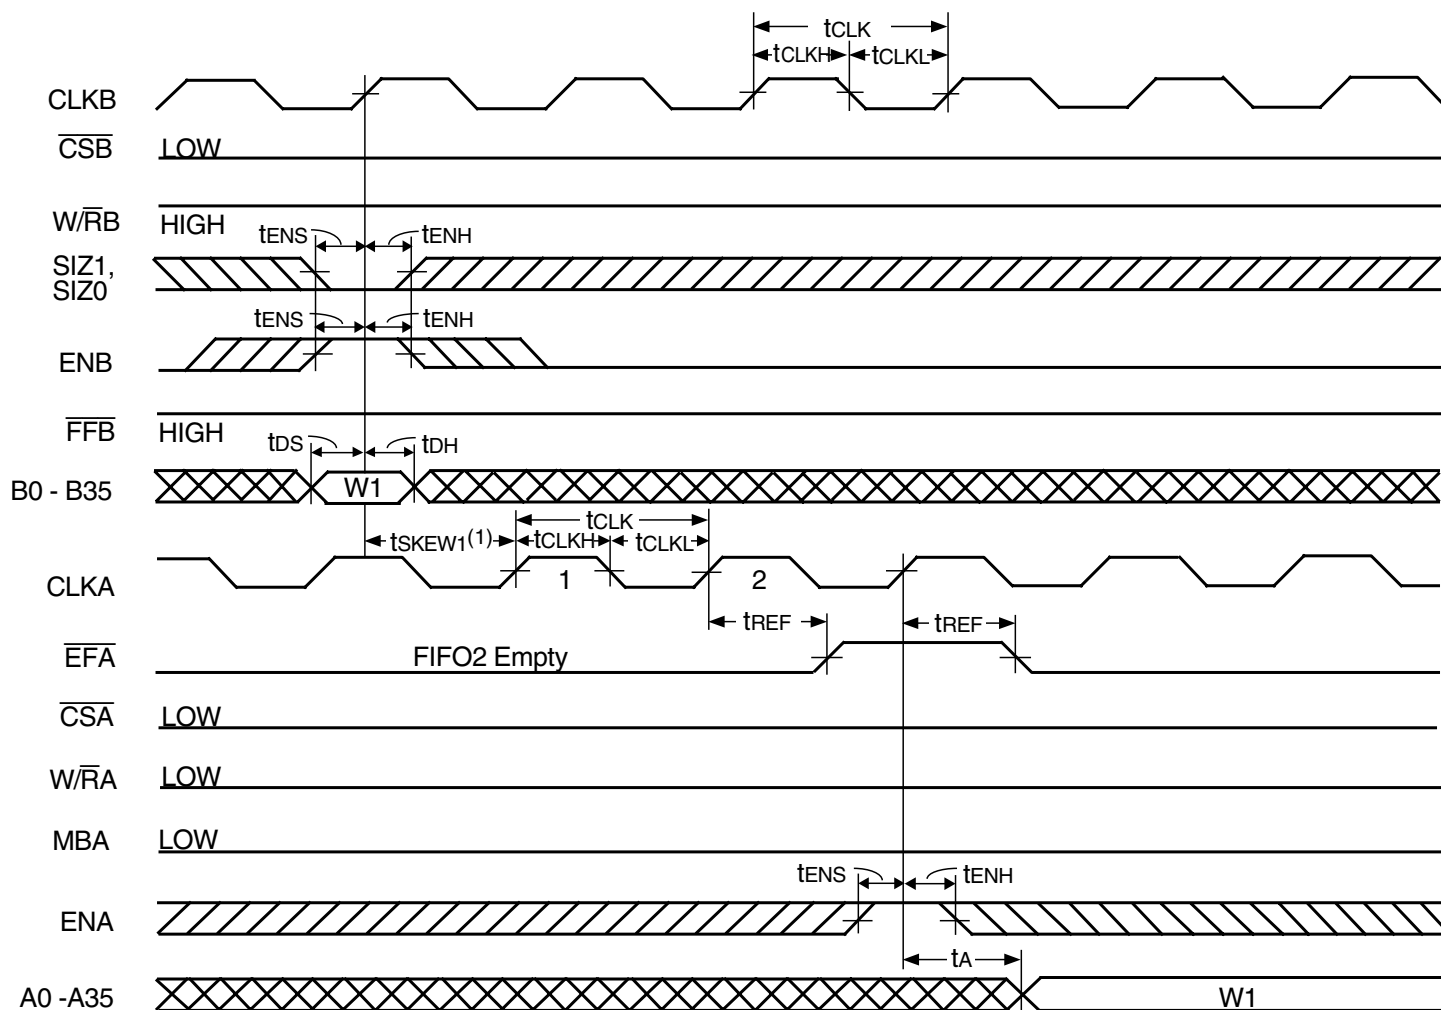 tCLK
tCLKH tCLKL
CLKB
CSB LOW
W/RB HIGH
tENS tENH
SIZ1,
SIZ0
tENS tENH
ENB
FFB HIGH
tDS tDH
B0 - B35 W1
tCLK
tSKEW1(1) tCLKH tCLKL
CLKA 1 2
tREF tREF
EFA FIFO2 Empty
CSA LOW
W/RA LOW
MBA LOW
tENS tENH
ENA
tA
A0 -A35 W1